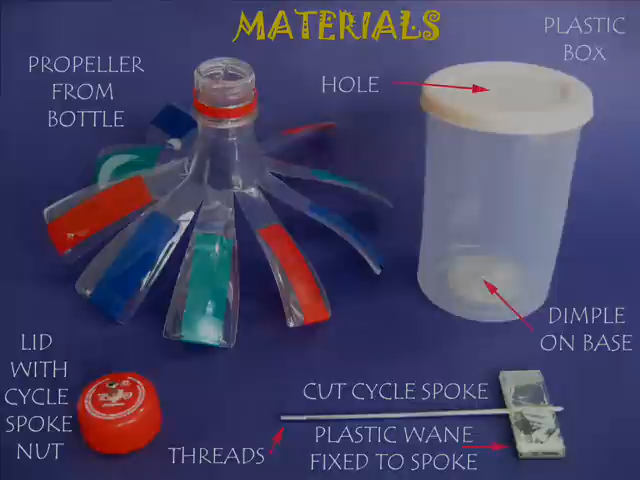 MATERIALS
PROPELLER
FROM
BOTTLE
HOLE
PLASTIC
BOX
DIMPLE
ON BASE
LID
WITH
CYCLE
SPOKE
NUT
CUT CYCLE SPOKE
THREADS
PLASTIC WANE
FIXED TO SPOKE